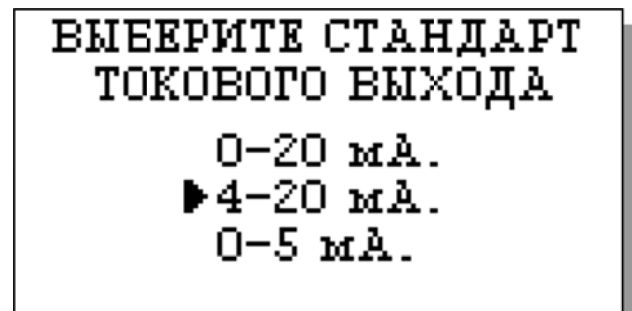 ВЫБЕРИТЕ СТАНДАРТ
ТОКОВОГО ВЫХОДА
0-20 мА.
4-20 мА.
0-5 мА.